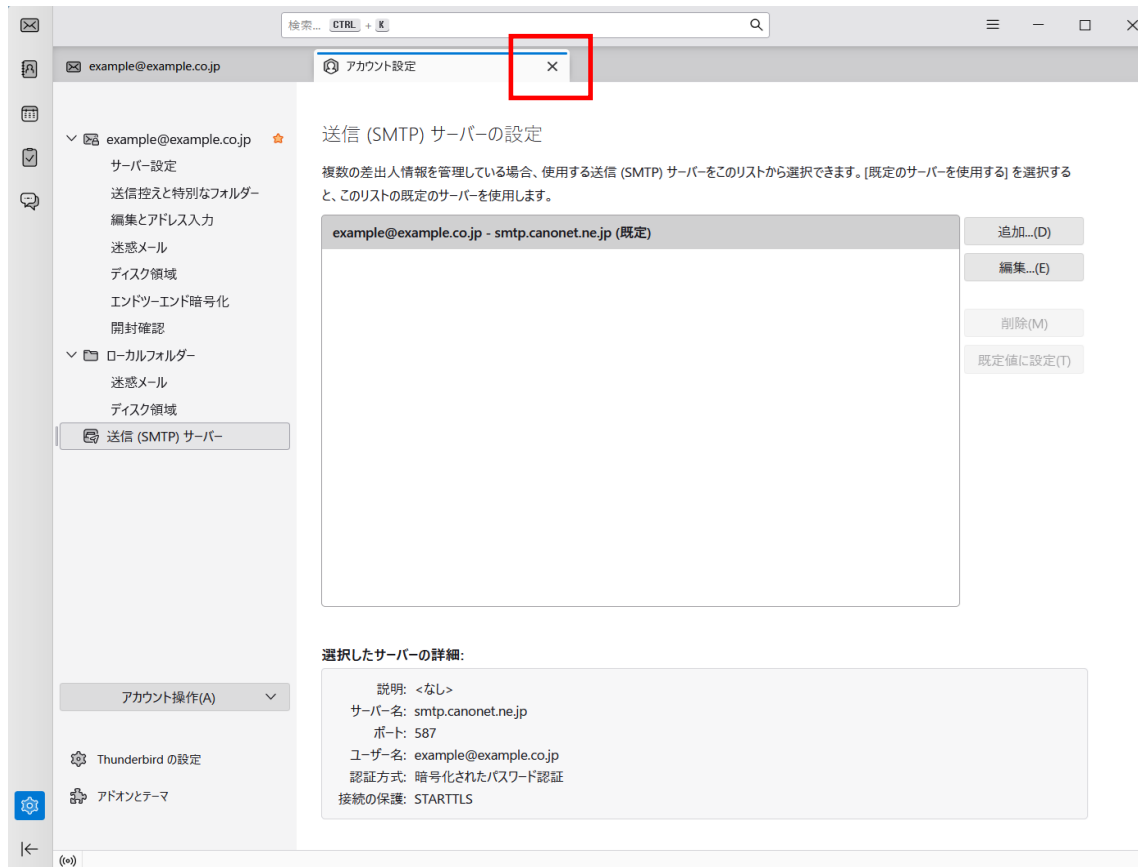 検索... CTRL + K
example@example.co.jp
アカウント設定
example@example.co.jp
サーバー設定
送信控えと特別なフォルダー
編集とアドレス入力
迷惑メール
ディスク領域
エンドツーエンド暗号化
開封確認
ローカルフォルダー
迷惑メール
ディスク領域
送信 (SMTP) サーバー
アカウント操作(A)
Thunderbird の設定
アドオンとテーマ
送信 (SMTP) サーバーの設定
複数の差出人情報を管理している場合、使用する送信 (SMTP) サーバーをこのリストから選択できます。[既定のサーバーを使用する] を選択する
と、このリストの既定のサーバーを使用します。
example@example.co.jp - smtp.canonet.ne.jp (既定)
追加...(D)
編集...(E)
削除(M)
既定値に設定(T)
選択したサーバーの詳細:
説明: <なし>
サーバー名: smtp.canonet.ne.jp
ポート: 587
ユーザー名: example@example.co.jp
認証方式: 暗号化されたパスワード認証
接続の保護: STARTTLS